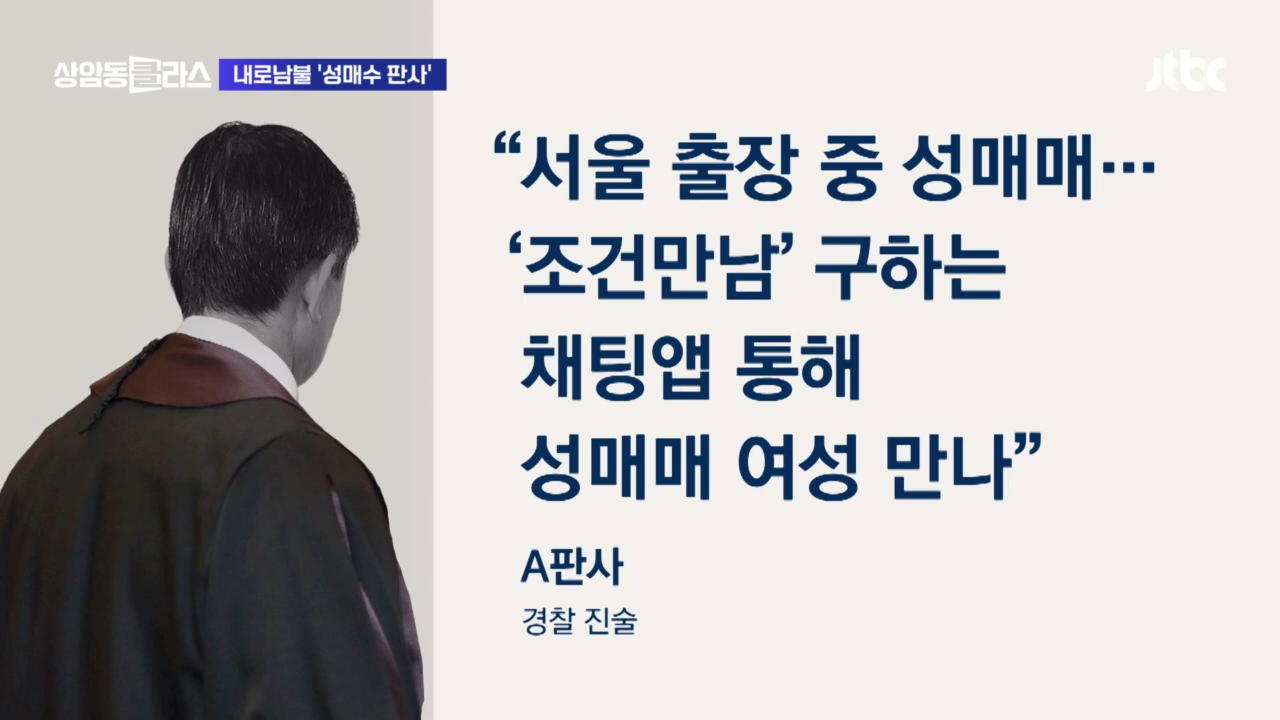 상암동클라스 내로남불 '성매수 판사'
jtbc
“서울 출장 중 성매매…
‘조건만남’ 구하는
채팅앱 통해
성매매 여성 만나”
A판사
경찰 진술